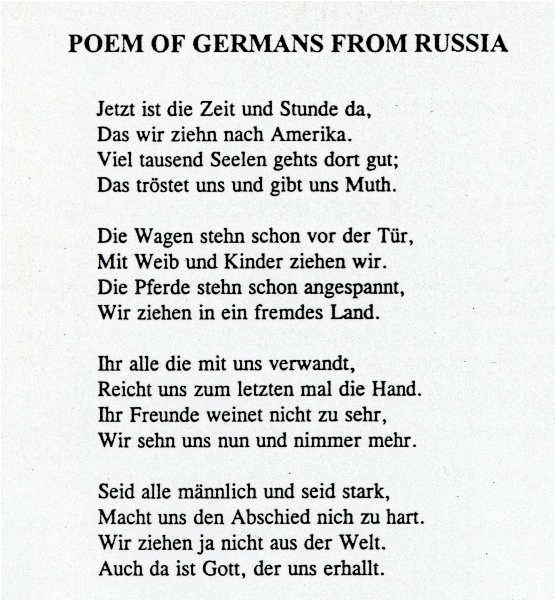 POEM OF GERMANS FROM RUSSIA
Jetzt ist die Zeit und Stunde da,
Das wir ziehn nach Amerika.
Viel tausend Seelen gehts dort gut;
Das tröstet uns und gibt uns Muth.
Die Wagen stehn schon vor der Tür,
Mit Weib und Kinder ziehen wir.
Die Pferde stehn schon angespannt,
Wir ziehen in ein fremdes Land.
Ihr alle die mit uns verwandt,
Reicht uns zum letzten mal die Hand.
Ihr Freunde weinet nicht zu sehr,
Wir sehn uns nun und nimmer mehr.
Seid alle männlich und seid stark,
Macht uns den Abschied nich zu hart.
Wir ziehen ja nicht aus der Welt.
Auch da ist Gott, der uns erhallt.